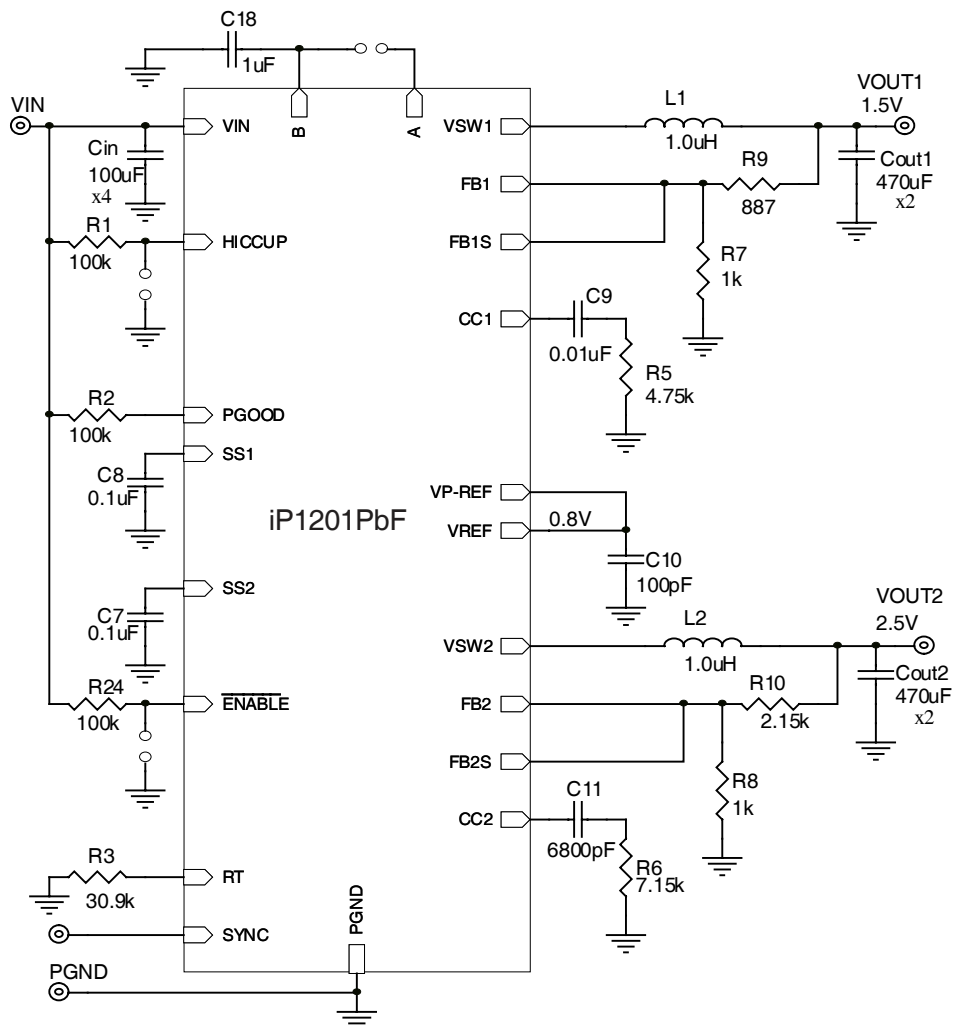 C18
1uF
VIN
B
A
VIN
VSW1
L1
1.0uH
VOUT1
1.5V
Cin
100uF
x4
Cout1
470uF
x2
FB1
R9
887
R1
100k
HICCUP
FB1S
R7
1k
CC1
C9
0.01uF
R5
4.75k
R2
100k
PGOOD
SS1
C8
0.1uF
iP1201PbF
VP-REF
VREF
0.8V
C10
100pF
SS2
C7
0.1uF
VSW2
L2
1.0uH
VOUT2
2.5V
Cout2
470uF
x2
R24
100k
ENABLE
FB2
R10
2.15k
FB2S
R8
1k
CC2
C11
6800pF
R6
7.15k
R3
30.9k
RT
SYNC
PGND
PGND